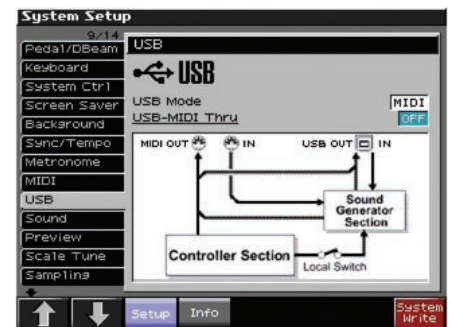 System Setup
9/14
Pedal/DBeam
Keyboard
System Ctrl
Screen Saver
Background
Sync/Tempo
Metronome
MIDI
USB
Sound
Preview
Scale Tune
Sampling
USB
USB
USB Mode
MIDI
USB-MIDI Thru
OFF
MIDI OUT
IN
USB OUT
IN
Sound
Generator
Section
Controller Section
Local Switch
Setup
Info
System
Write